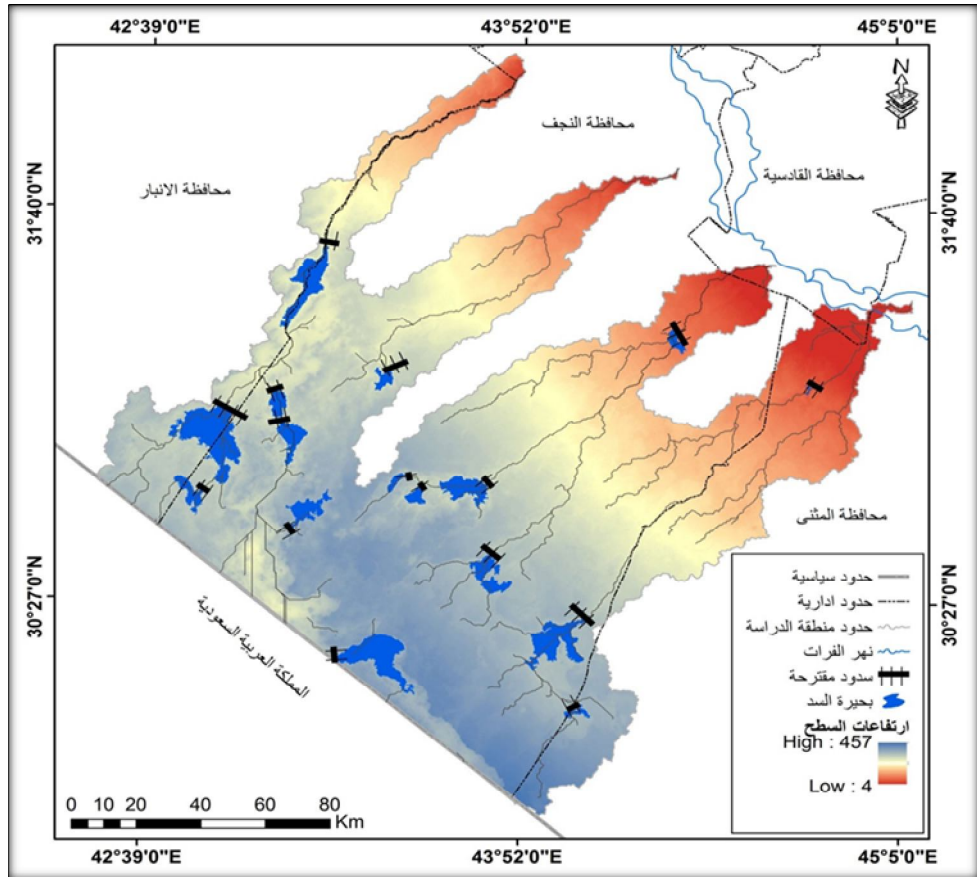 42°39'0"E
43°52'0"E
45°5'0"E
N
محافظة النجف
محافظة القادسية
محافظة الانبار
31°40'0"N
31°40'0"N
محافظة المثنى
30°27'0"N
30°27'0"N
المملكة العربية السعودية
حدود سياسية
حدود ادارية
حدود منطقة الدراسة
نهر الفرات
سدود مقترحة
بحيرة السد
ارتفاعات السطح
High : 457
Low : 4
0 10 20 40 60 80
Km
42°39'0"E
43°52'0"E
45°5'0"E